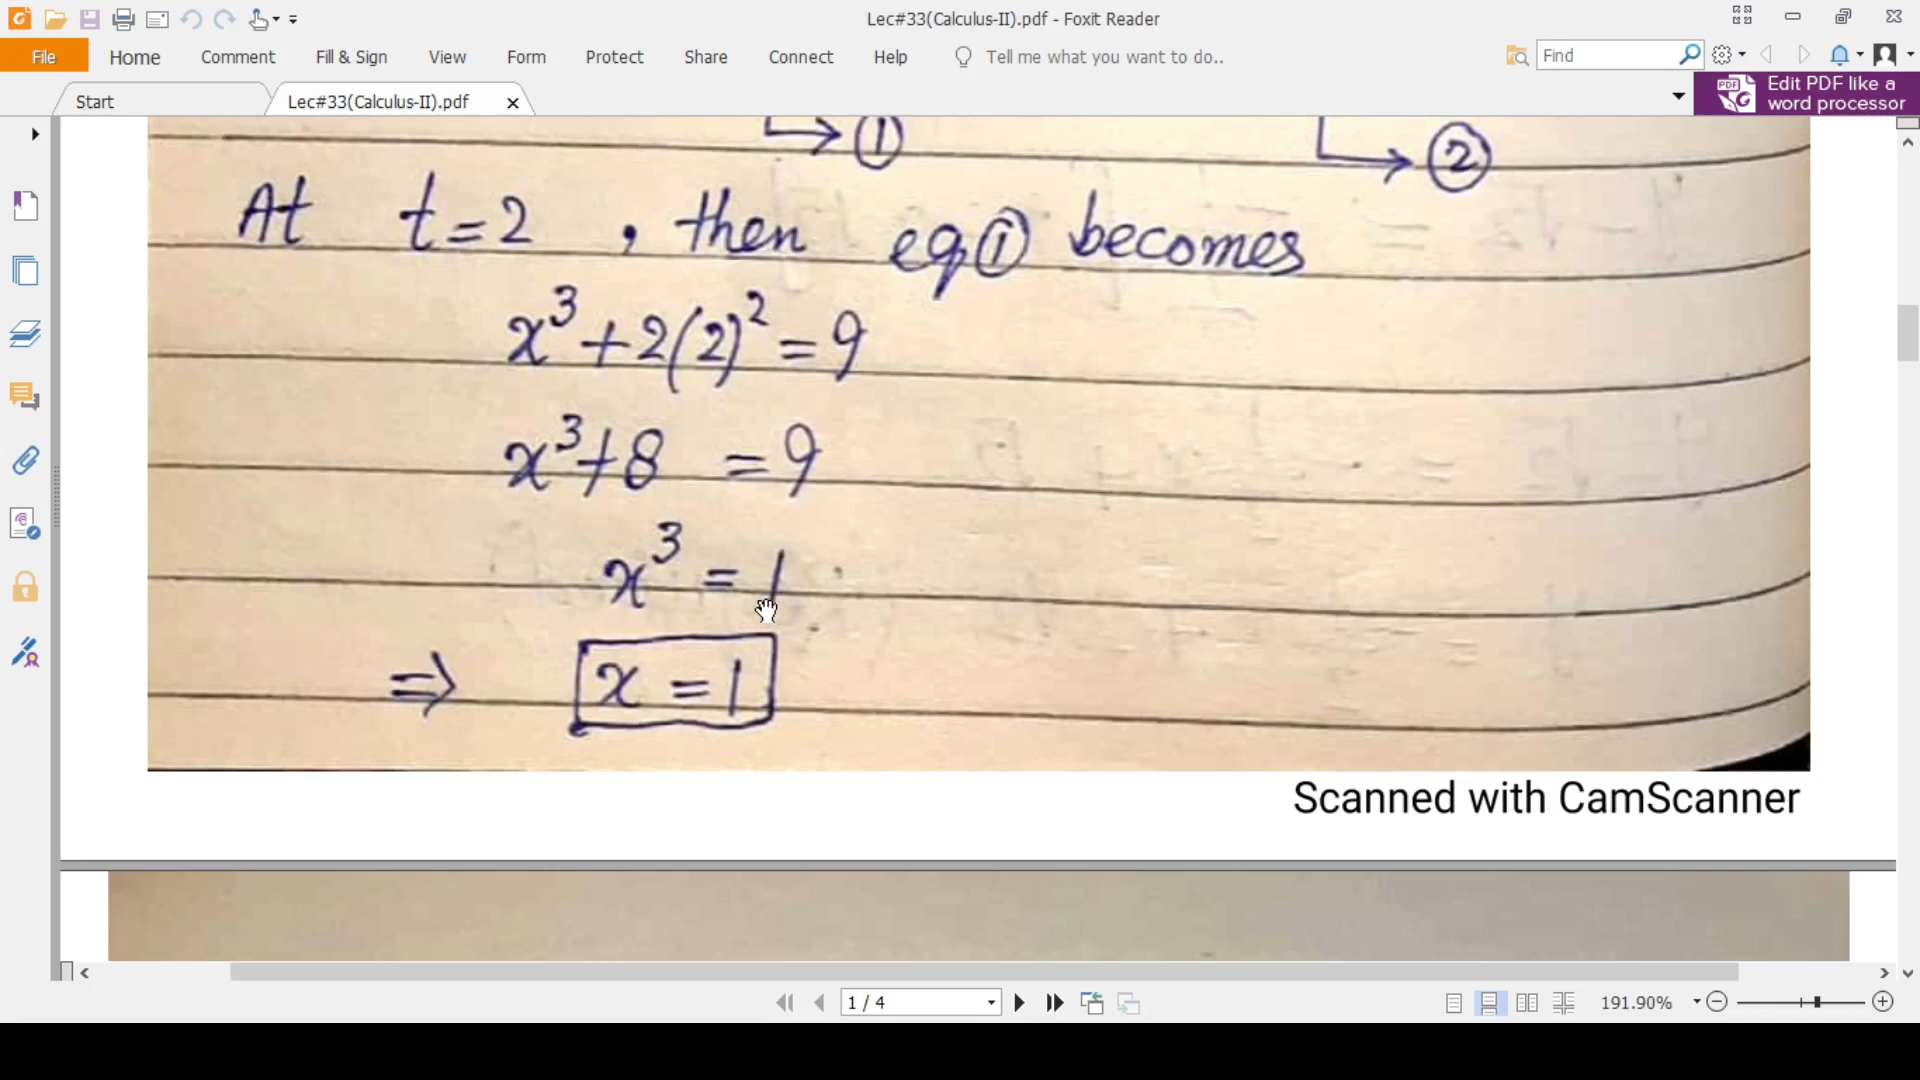 Lec#33(Calculus-II).pdf - Foxit Reader
File Home Comment Fill & Sign View Form Protect Share Connect Help Tell me what you want to do.. Find
Start Lec#33(Calculus-II).pdf Edit PDF like a
word processor
① ②
At t=2 , then eq① becomes
x³+2(2)²=9
x³+8 =9
x³ = 1
⇒ x = 1
Scanned with CamScanner
1 / 4 191.90%